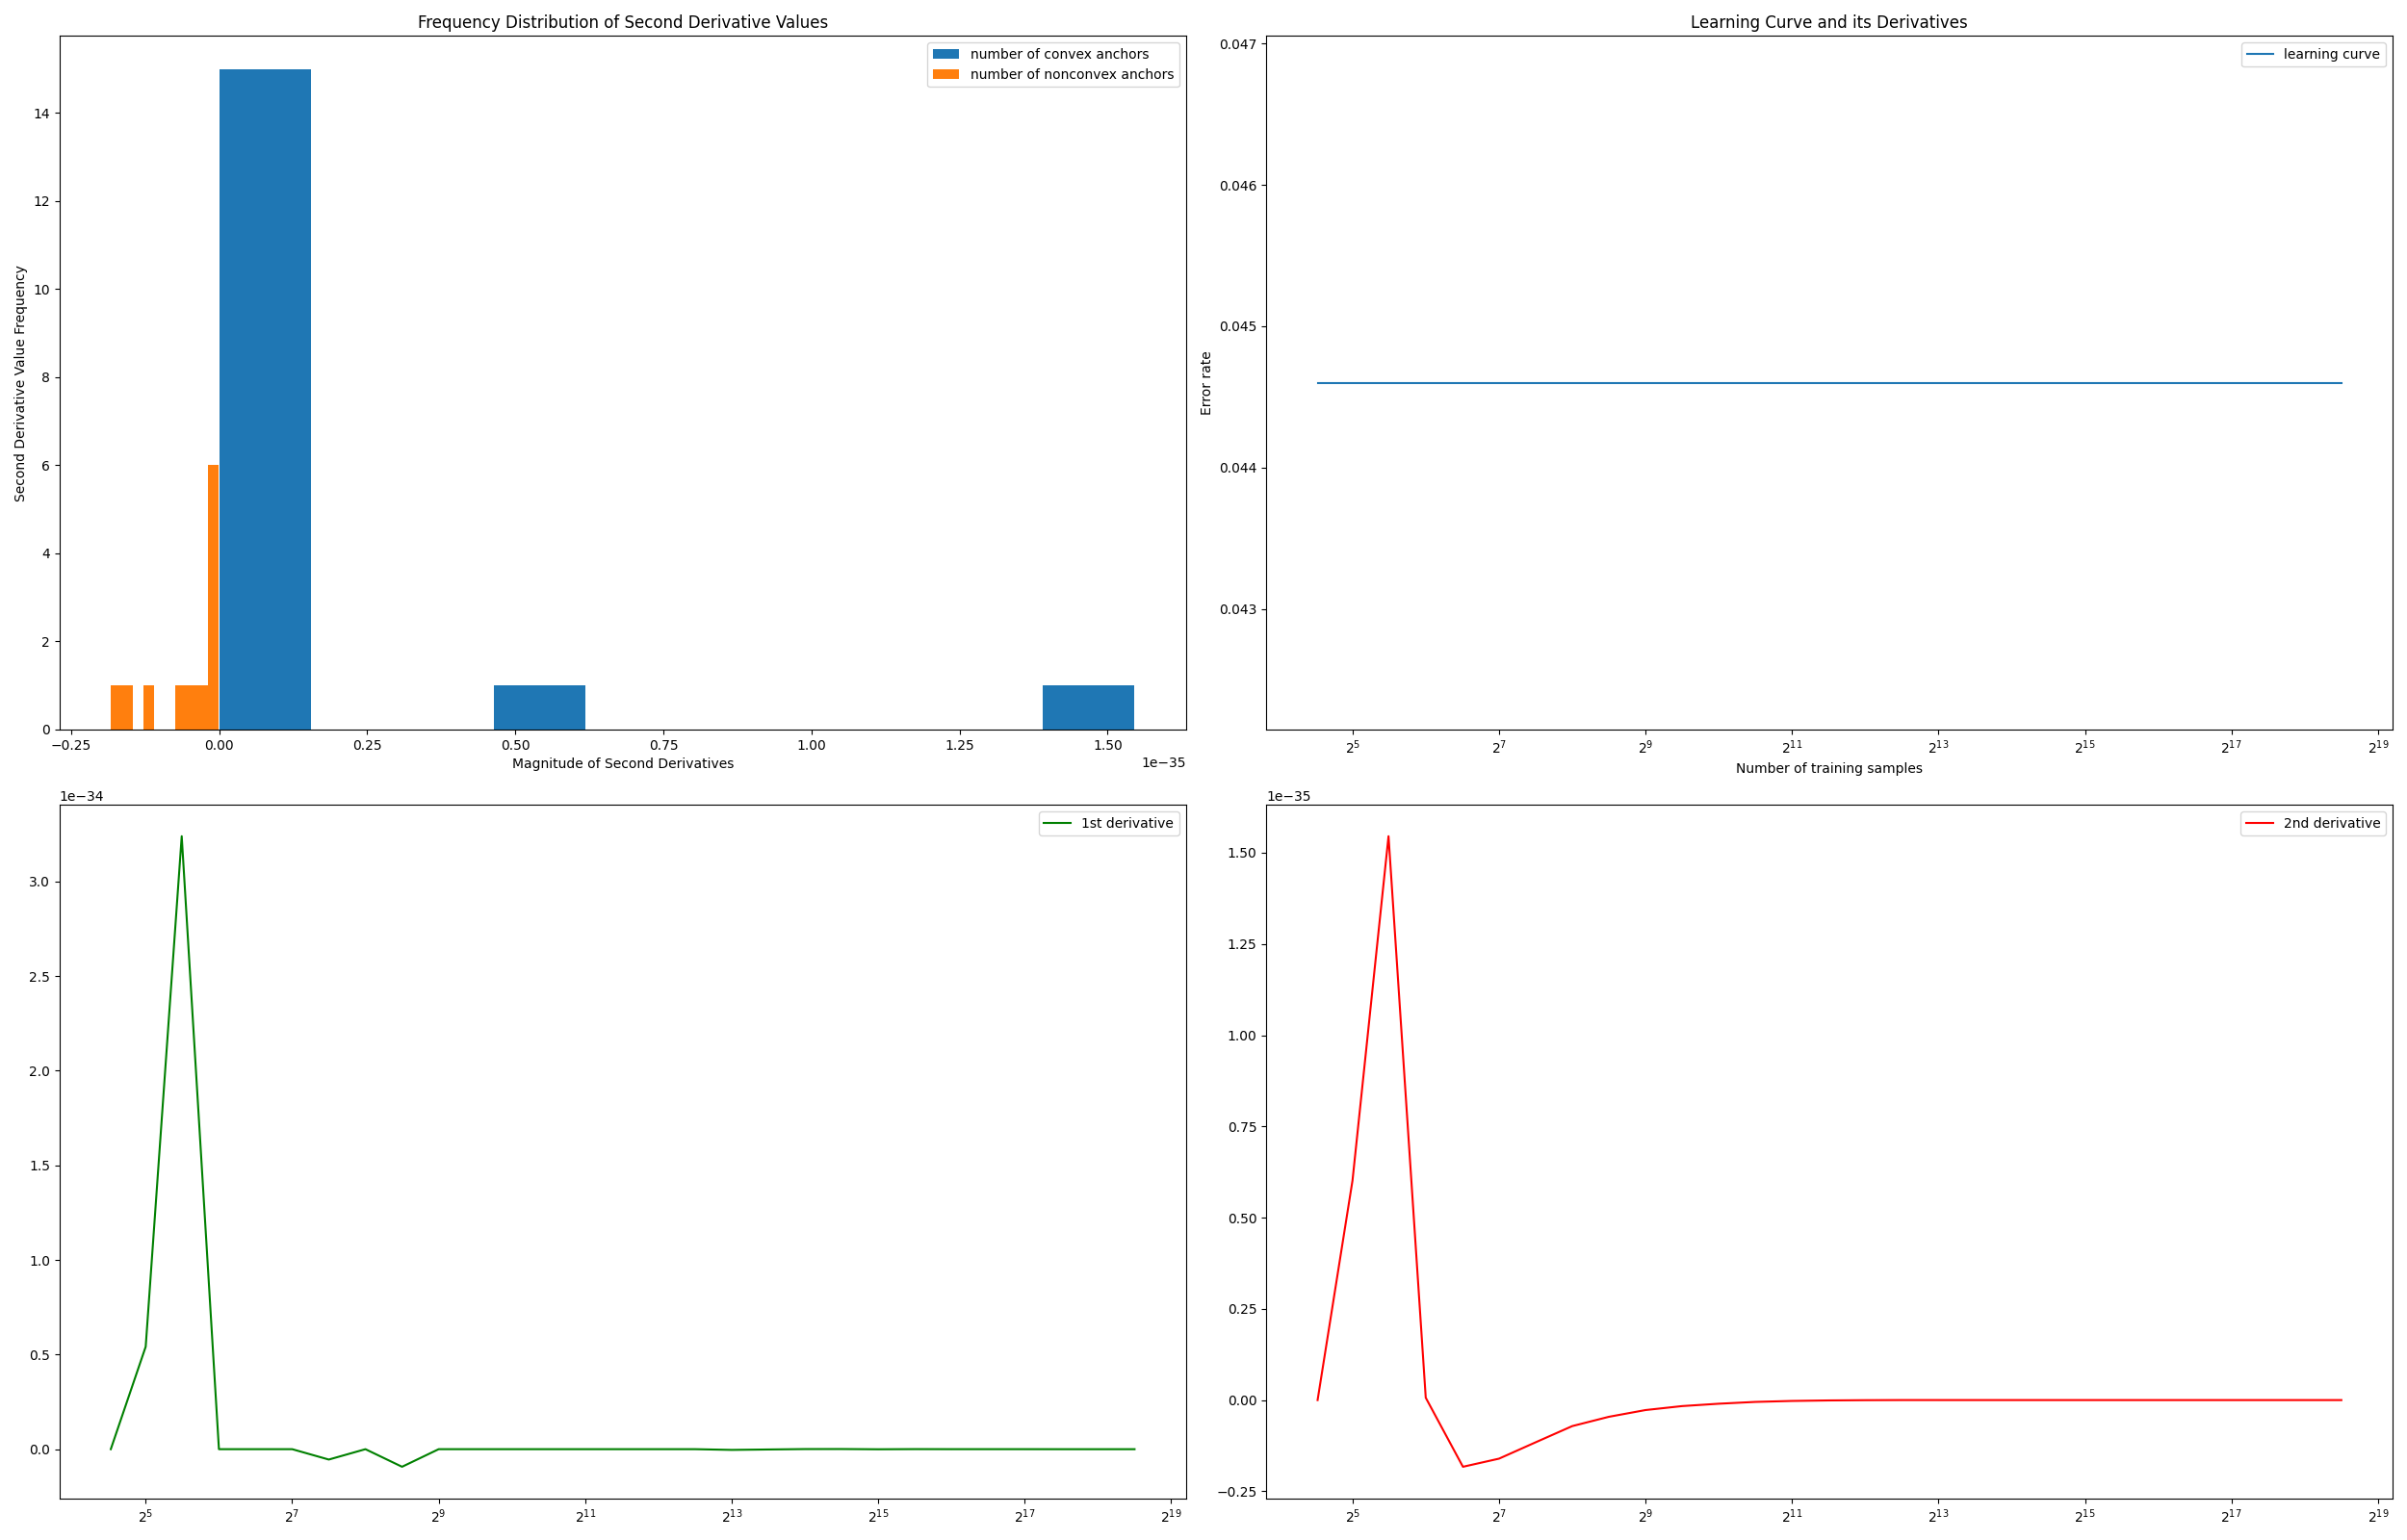 Frequency Distribution of Second Derivative Values
number of convex anchors
number of nonconvex anchors
Second Derivative Value Frequency
14
12
10
8
6
4
2
0
−0.25 0.00 0.25 0.50 0.75 1.00 1.25 1.50
1e−35
Magnitude of Second Derivatives
Learning Curve and its Derivatives
learning curve
Error rate
0.047
0.046
0.045
0.044
0.043
2^5 2^7 2^9 2^11 2^13 2^15 2^17 2^19
Number of training samples
1e−34
1st derivative
3.0
2.5
2.0
1.5
1.0
0.5
0.0
2^5 2^7 2^9 2^11 2^13 2^15 2^17 2^19
1e−35
2nd derivative
1.50
1.25
1.00
0.75
0.50
0.25
0.00
−0.25
2^5 2^7 2^9 2^11 2^13 2^15 2^17 2^19